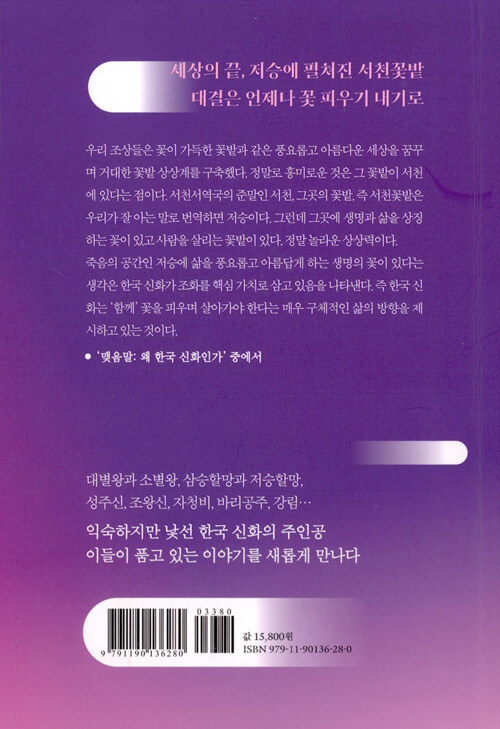 세상의 끝, 저승에 펼쳐진 서천꽃밭
대결은 언제나 꽃 피우기 내기로
우리 조상들은 꽃이 가득한 꽃밭과 같은 풍요롭고 아름다운 세상을 꿈꾸
며 거대한 꽃밭 상상계를 구축했다. 정말로 흥미로운 것은 그 꽃밭이 서천
에 있다는 점이다. 서천서역국의 준말인 서천, 그곳의 꽃밭, 즉 서천꽃밭은
우리가 잘 아는 말로 번역하면 저승이다. 그런데 그곳에 생명과 삶을 상징
하는 꽃이 있고 사람을 살리는 꽃밭이 있다. 정말 놀라운 상상력이다.
죽음의 공간인 저승에 삶을 풍요롭고 아름답게 하는 생명의 꽃이 있다는
생각은 한국 신화가 조화를 핵심 가치로 삼고 있음을 나타낸다. 즉 한국 신
화는 ‘함께’ 꽃을 피우며 살아가야 한다는 매우 구체적인 삶의 방향을 제
시하고 있는 것이다.
● ‘맺음말: 왜 한국 신화인가’ 중에서
대별왕과 소별왕, 삼승할망과 저승할망,
성주신, 조왕신, 자청비, 바리공주, 강림…
익숙하지만 낯선 한국 신화의 주인공
이들이 품고 있는 이야기를 새롭게 만나다
03380
9 791190 136280
값 15,800원
ISBN 979-11-90136-28-0